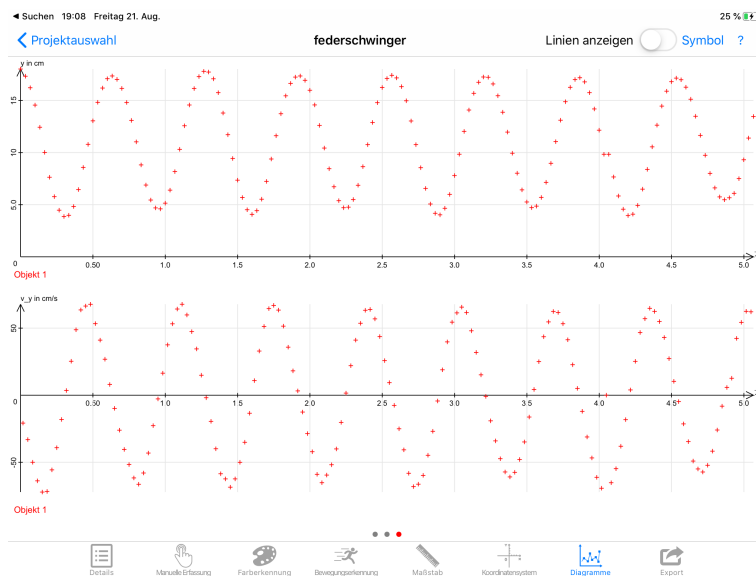 ◀ Suchen 19:08 Freitag 21. Aug. 25 %
Projektauswahl federschwinger Linien anzeigen Symbol ?
y in cm
15
10
5.0
0 0.50 1.0 1.5 2.0 2.5 3.0 3.5 4.0 4.5 5.0
Objekt 1
v_y in cm/s
50
0 0.50 1.0 1.5 2.0 2.5 3.0 3.5 4.0 4.5 5.0
-50
Objekt 1
Details Manuelle Erfassung Farberkennung Bewegungserkennung Maßstab Koordinatensystem Diagramme Export